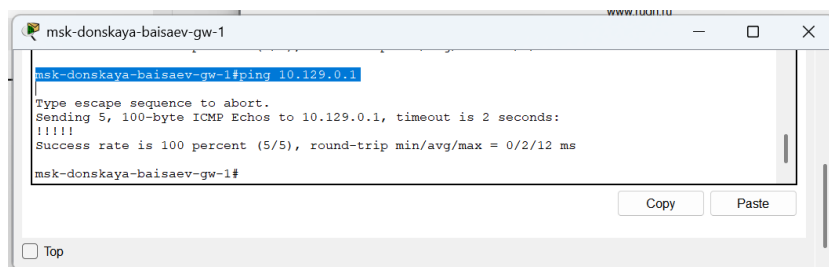 www.rudn.ru
msk-donskaya-baisaev-gw-1
msk-donskaya-baisaev-gw-1#ping 10.129.0.1
Type escape sequence to abort.
Sending 5, 100-byte ICMP Echos to 10.129.0.1, timeout is 2 seconds:
!!!!!
Success rate is 100 percent (5/5), round-trip min/avg/max = 0/2/12 ms
msk-donskaya-baisaev-gw-1#
Copy Paste
Top